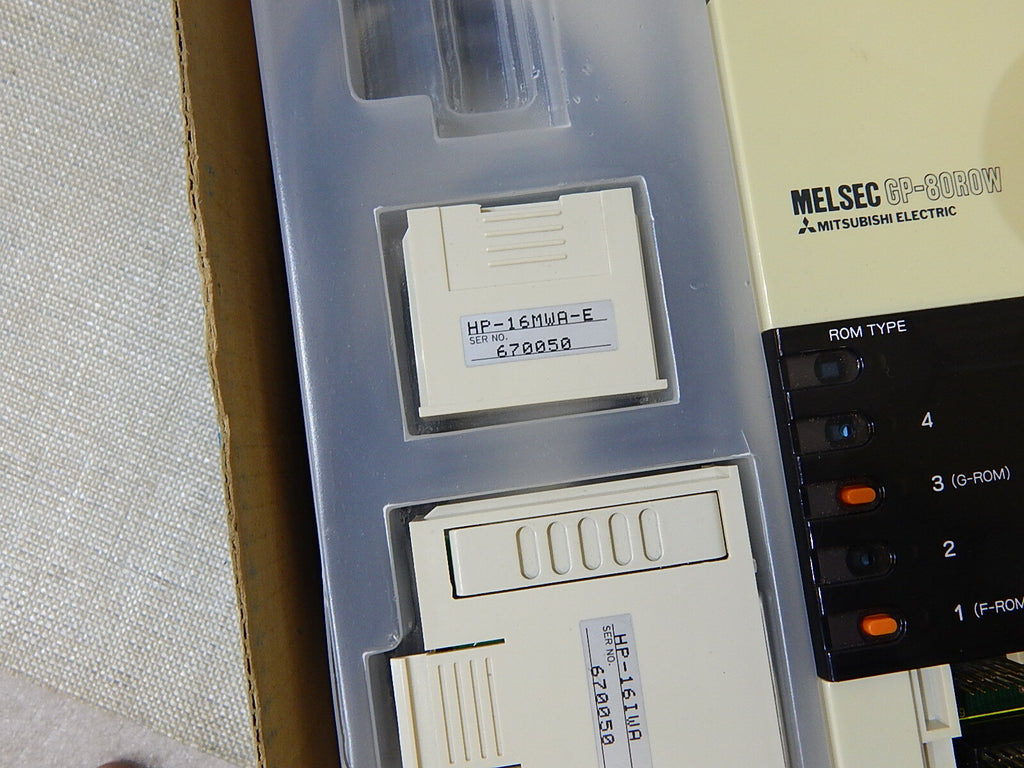 MELSEC GP-80ROW
MITSUBISHI ELECTRIC
HP-16MWA-E
SER NO.
670050
ROM TYPE
4
3 (G-ROM)
2
1 (F-ROM
HP-16IWA
SER NO.
670050